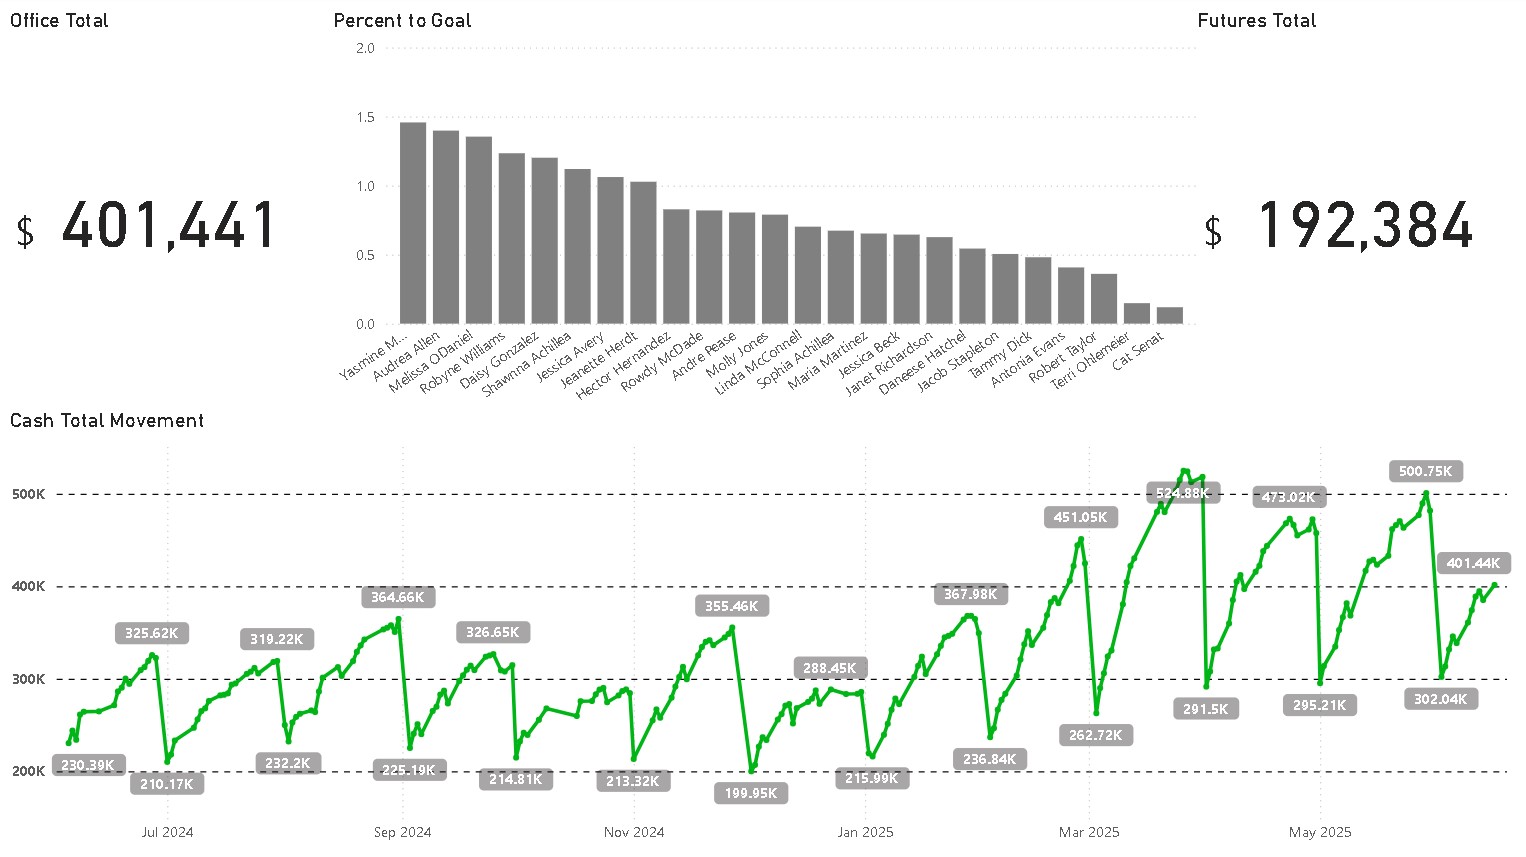 Office Total
Percent to Goal
Futures Total
2.0
1.5
1.0
0.5
0.0
$ 401,441
$ 192,384
Yasmine M...
Audrea Allen
Melissa ODaniel
Robyne Williams
Daisy Gonzalez
Shawnna Achillea
Jessica Avery
Jeanette Herdt
Hector Hernandez
Rowdy McDade
Andre Pease
Molly Jones
Linda McConnell
Sophia Achillea
Maria Martinez
Jessica Beck
Janet Richardson
Daneese Hatchel
Jacob Stapleton
Tammy Dick
Antonia Evans
Robert Taylor
Terri Ohlemeier
Cat Senat
Cash Total Movement
500K
400K
300K
200K
230.39K
325.62K
210.17K
319.22K
232.2K
364.66K
225.19K
326.65K
214.81K
213.32K
355.46K
199.95K
288.45K
215.99K
367.98K
236.84K
451.05K
262.72K
524.88K
291.5K
473.02K
295.21K
500.75K
302.04K
401.44K
Jul 2024
Sep 2024
Nov 2024
Jan 2025
Mar 2025
May 2025